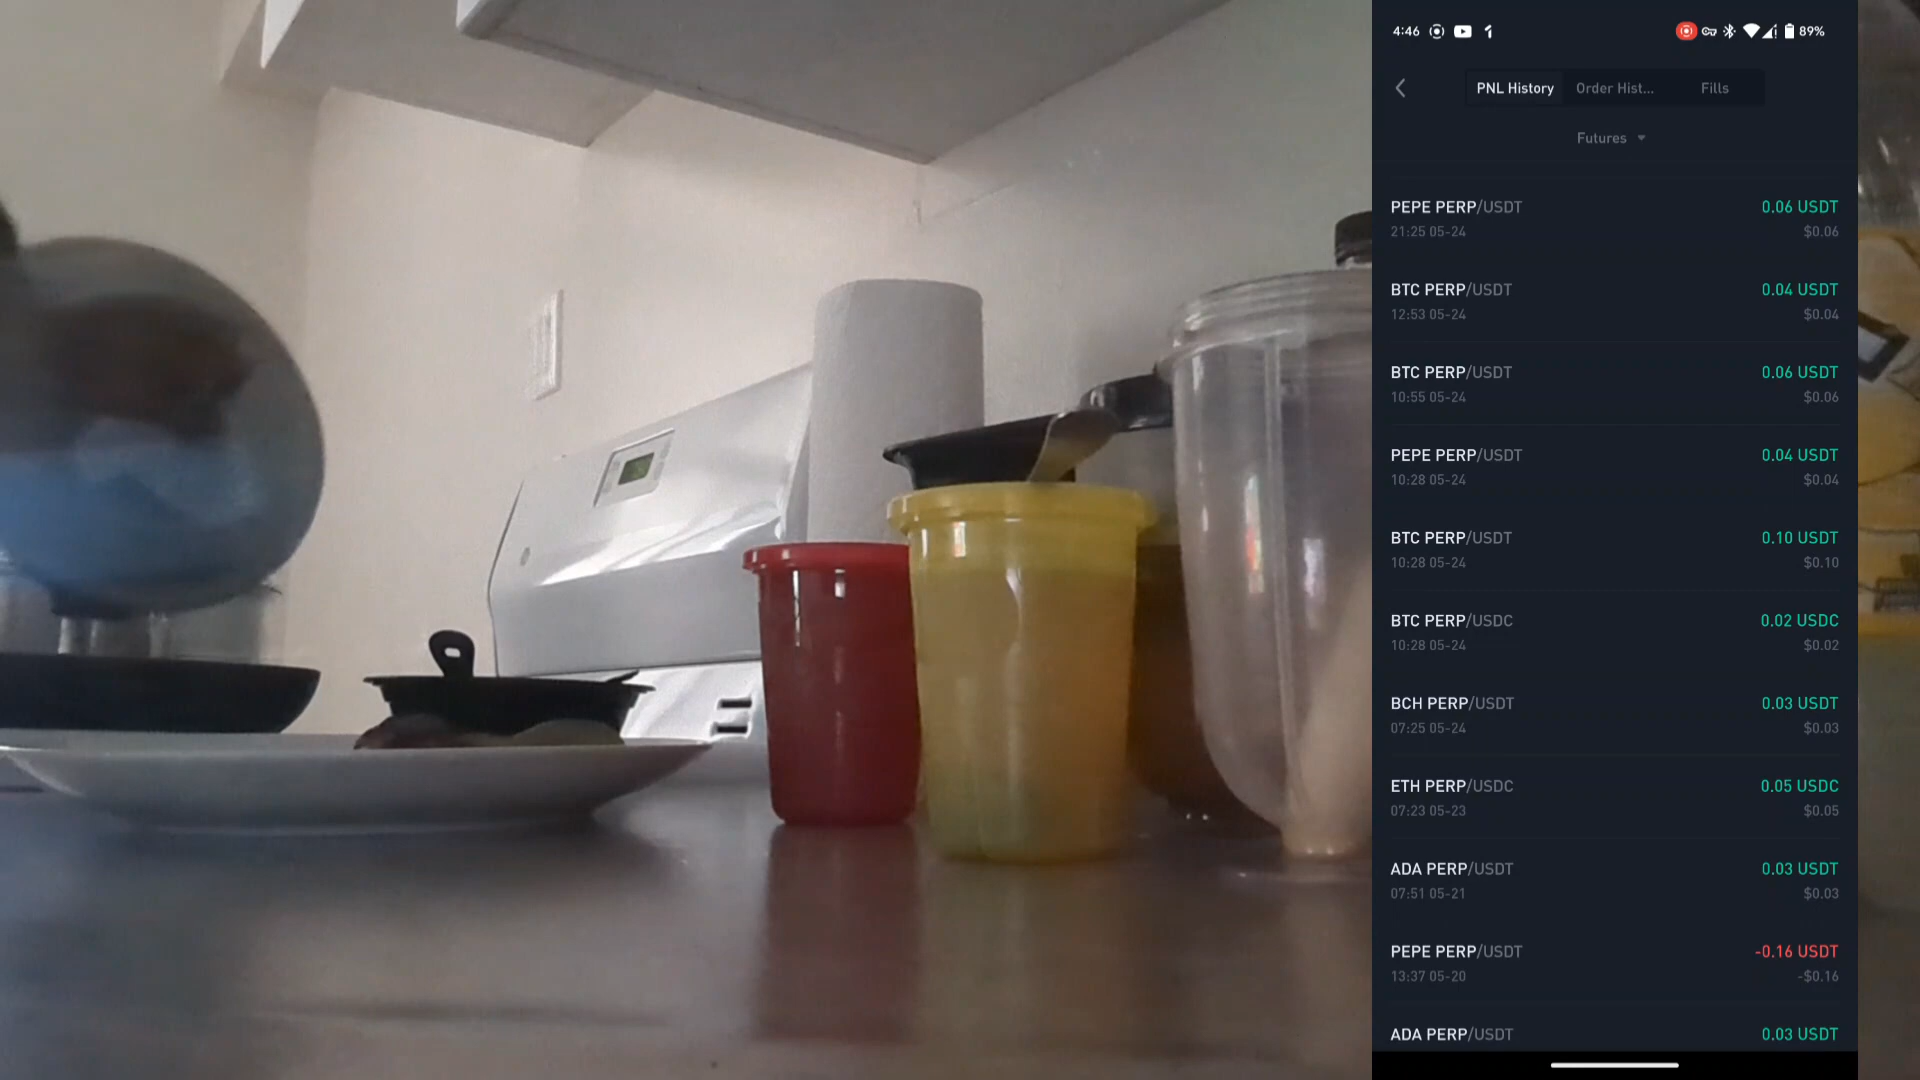 4:46 89%
PNL History Order Hist... Fills
Futures
PEPE PERP/USDT 0.06 USDT
21:25 05-24 $0.06
BTC PERP/USDT 0.04 USDT
12:53 05-24 $0.04
BTC PERP/USDT 0.06 USDT
10:55 05-24 $0.06
PEPE PERP/USDT 0.04 USDT
10:28 05-24 $0.04
BTC PERP/USDT 0.10 USDT
10:28 05-24 $0.10
BTC PERP/USDC 0.02 USDC
10:28 05-24 $0.02
BCH PERP/USDT 0.03 USDT
07:25 05-24 $0.03
ETH PERP/USDC 0.05 USDC
07:23 05-23 $0.05
ADA PERP/USDT 0.03 USDT
07:51 05-21 $0.03
PEPE PERP/USDT -0.16 USDT
13:37 05-20 -$0.16
ADA PERP/USDT 0.03 USDT